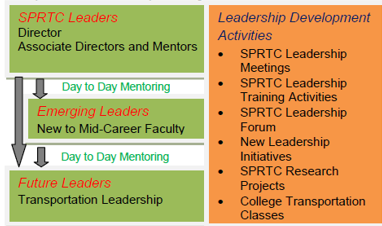 SPRTC Leaders
Director
Associate Directors and Mentors
Day to Day Mentoring
Emerging Leaders
New to Mid-Career Faculty
Day to Day Mentoring
Future Leaders
Transportation Leadership
Leadership Development
Activities
• SPRTC Leadership
Meetings
• SPRTC Leadership
Training Activities
• SPRTC Leadership
Forum
• New Leadership
Initiatives
• SPRTC Research
Projects
• College Transportation
Classes